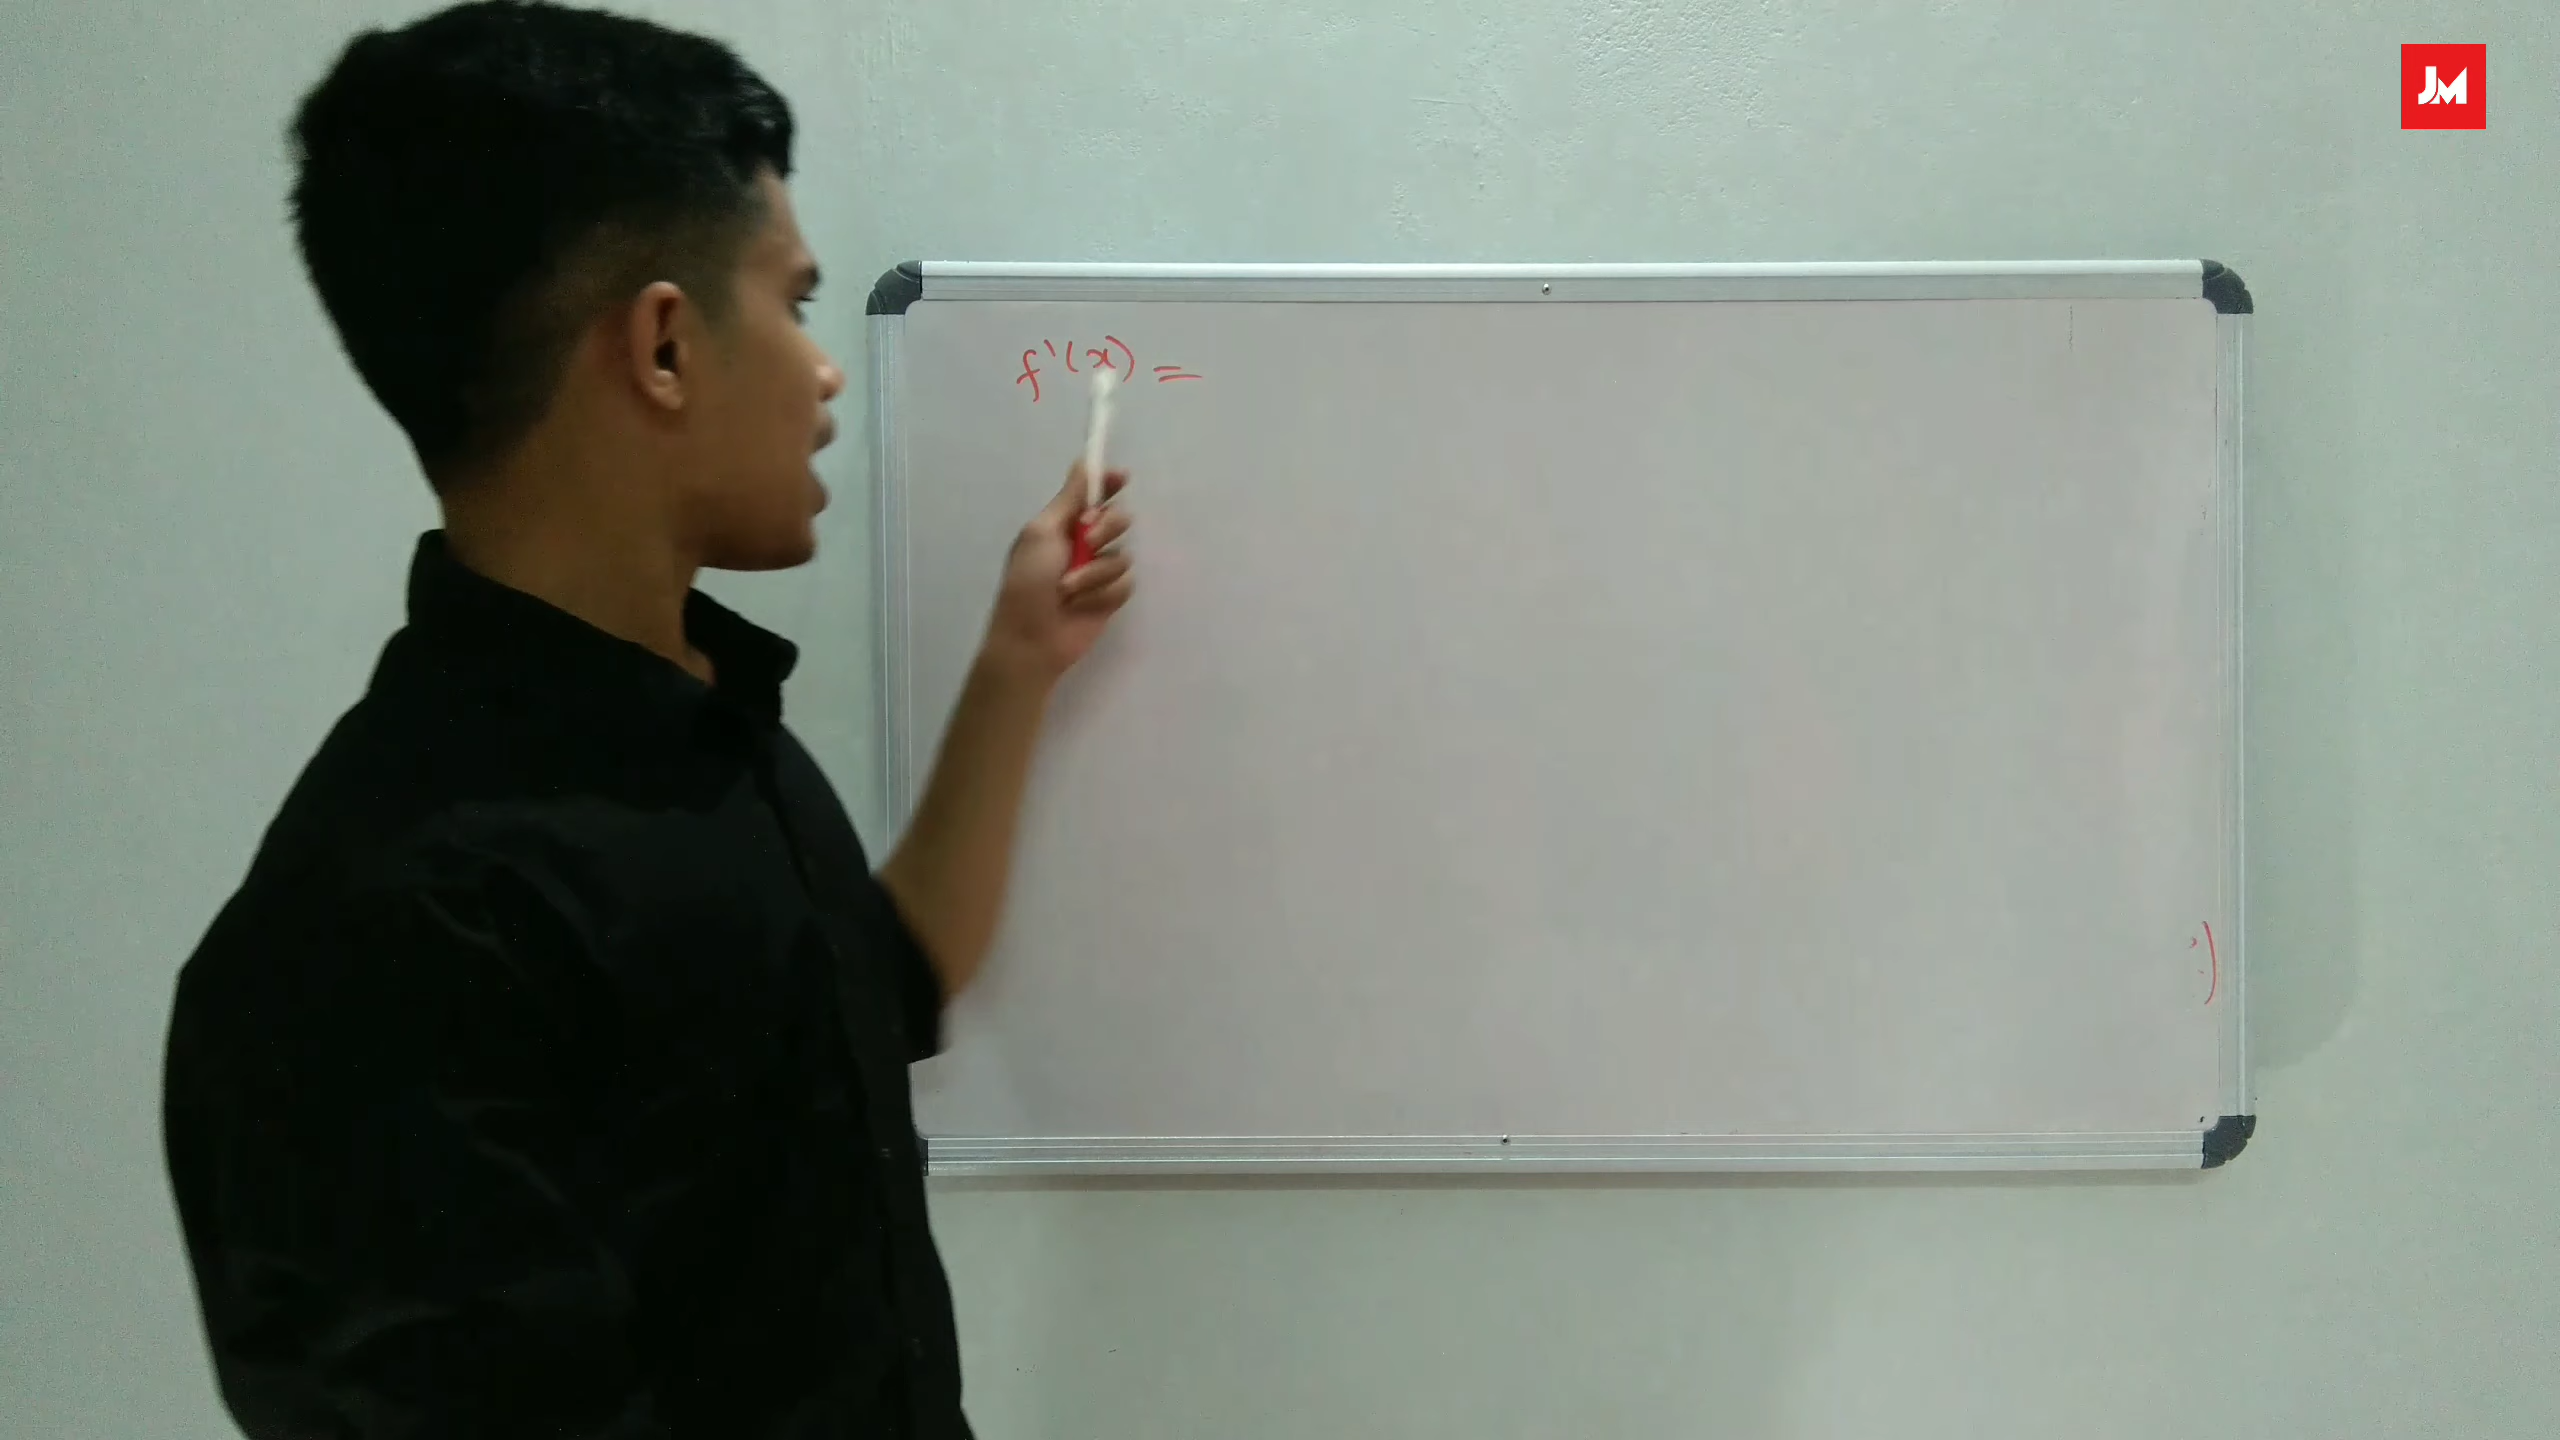 JM
f'(x) =
:)